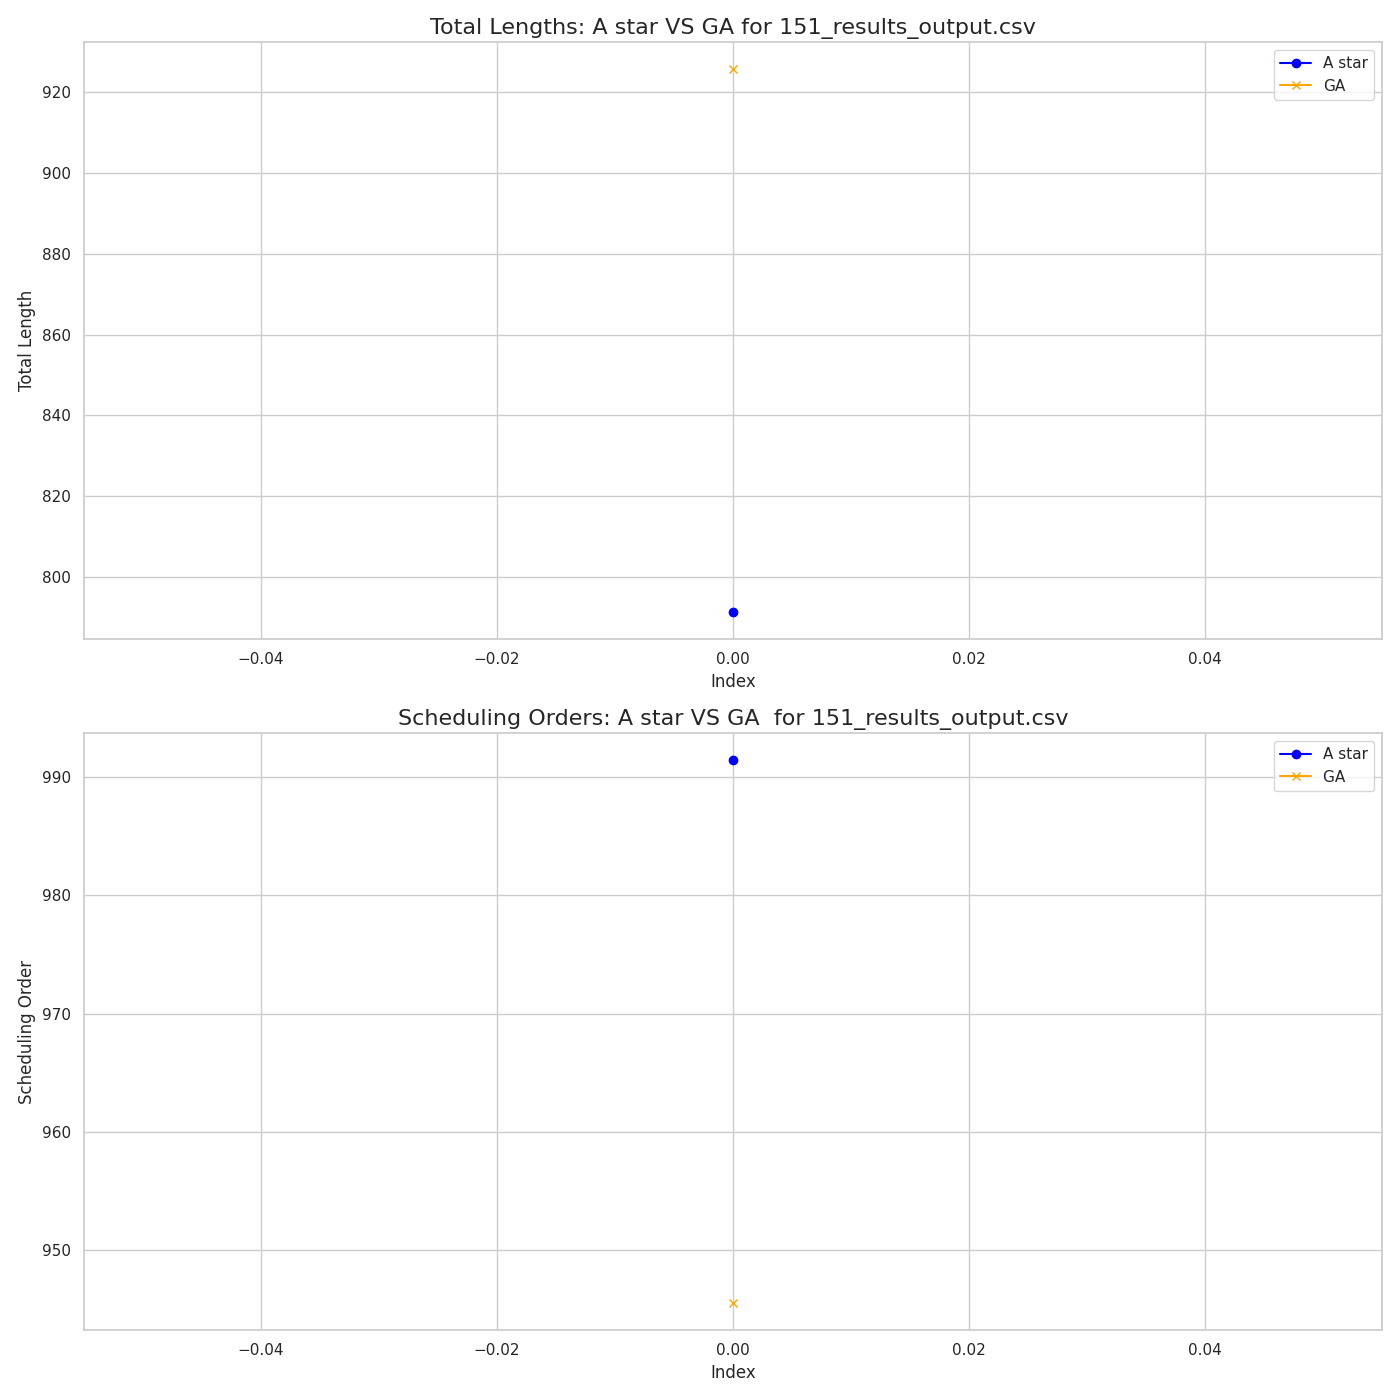 Total Lengths: A star VS GA for 151_results_output.csv
A star
GA
920
900
880
860
840
820
800
Total Length
−0.04
−0.02
0.00
0.02
0.04
Index
Scheduling Orders: A star VS GA  for 151_results_output.csv
A star
GA
990
980
970
960
950
Scheduling Order
−0.04
−0.02
0.00
0.02
0.04
Index